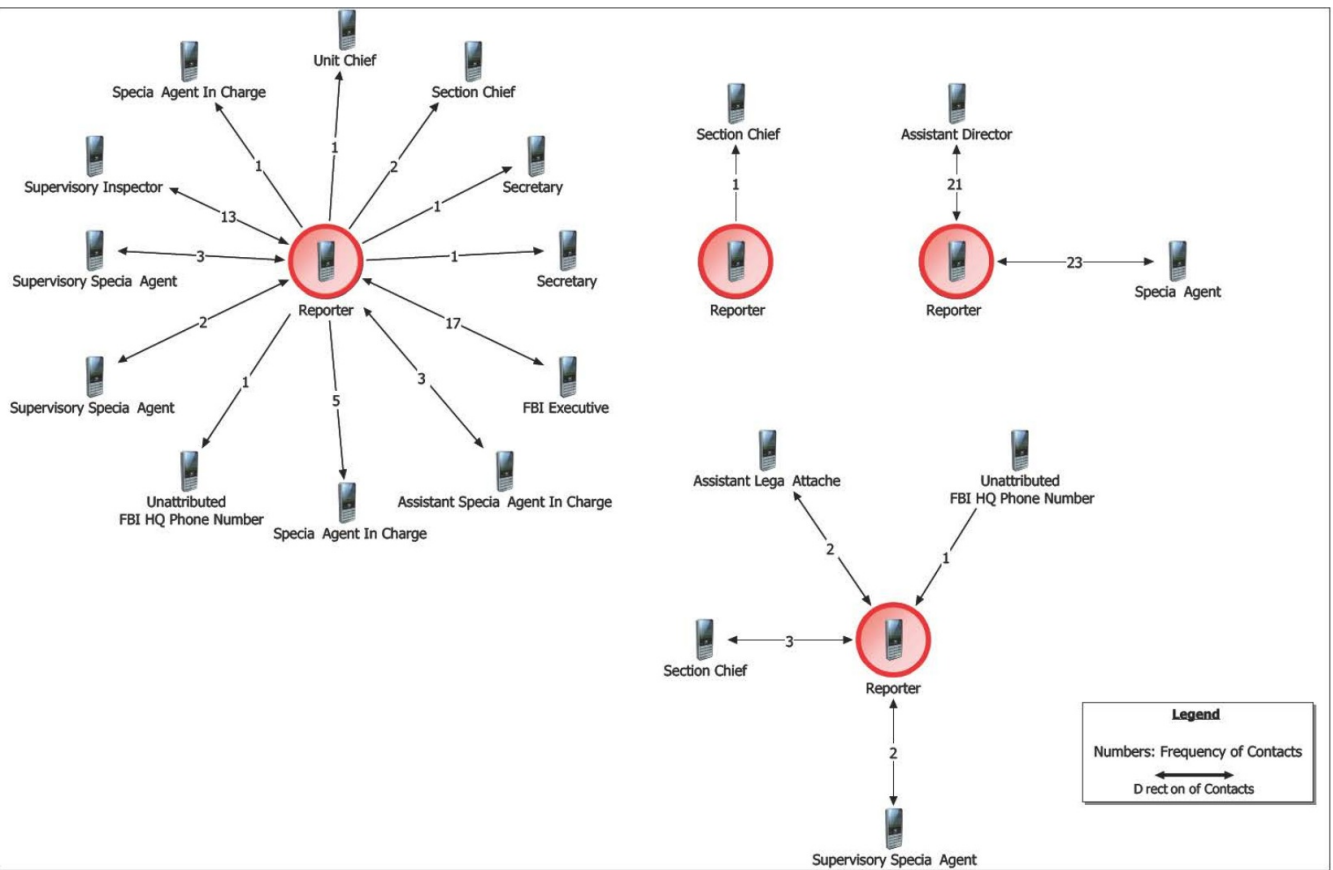 Unit Chief
Specia Agent In Charge
Section Chief
1
1
2
Supervisory Inspector
Secretary
13
1
Supervisory Specia Agent
3
1
Secretary
Reporter
2
17
Supervisory Specia Agent
1
5
3
FBI Executive
Unattributed
FBI HQ Phone Number
Specia Agent In Charge
Assistant Specia Agent In Charge
Section Chief
1
Reporter
Assistant Director
21
Reporter
23
Specia Agent
Assistant Lega Attache
Unattributed
FBI HQ Phone Number
2
1
Section Chief
3
Reporter
2
Supervisory Specia Agent
Legend
Numbers: Frequency of Contacts
D rect on of Contacts